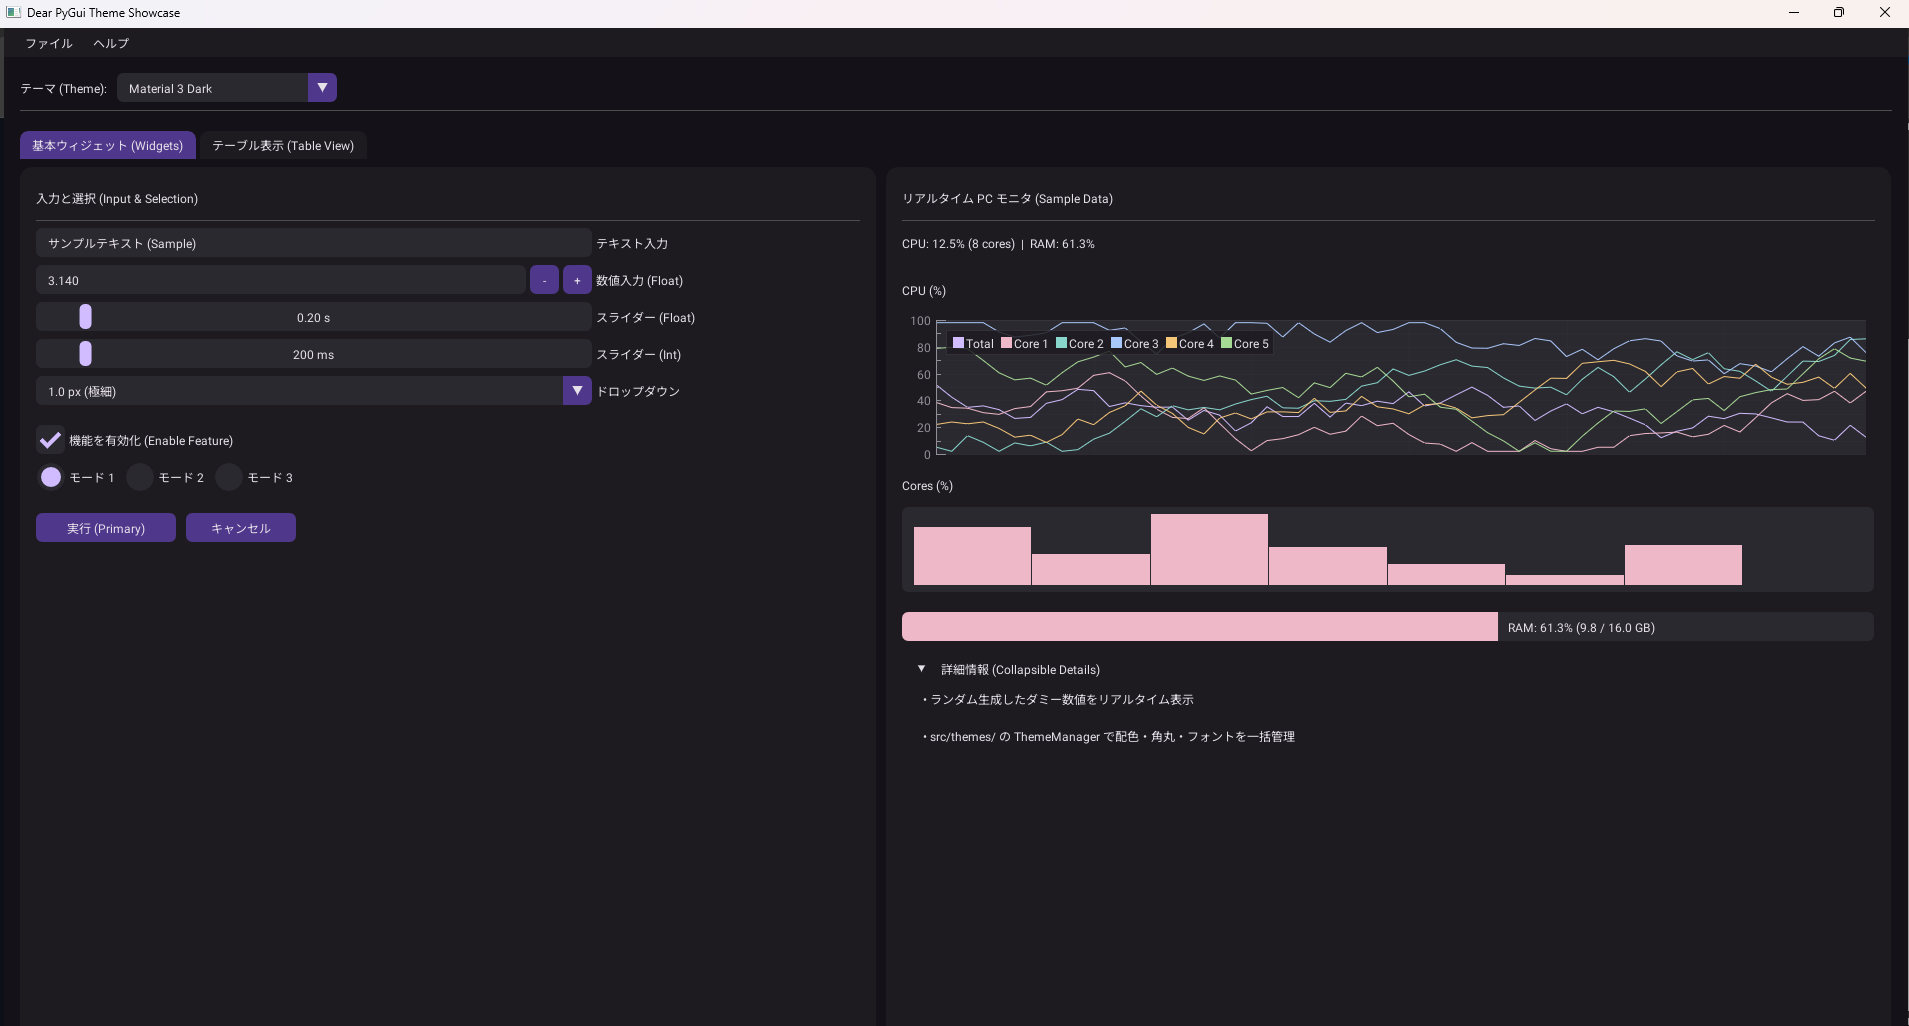 Dear PyGui Theme Showcase
ファイル ヘルプ
テーマ (Theme): Material 3 Dark
基本ウィジェット (Widgets) テーブル表示 (Table View)
入力と選択 (Input & Selection)
サンプルテキスト (Sample) テキスト入力
3.140 - + 数値入力 (Float)
0.20 s スライダー (Float)
200 ms スライダー (Int)
1.0 px (極細) ドロップダウン
機能を有効化 (Enable Feature)
モード 1 モード 2 モード 3
実行 (Primary) キャンセル
リアルタイム PC モニタ (Sample Data)
CPU: 12.5% (8 cores) | RAM: 61.3%
CPU (%)
100
80
60
40
20
0
Total Core 1 Core 2 Core 3 Core 4 Core 5
Cores (%)
RAM: 61.3% (9.8 / 16.0 GB)
詳細情報 (Collapsible Details)
・ランダム生成したダミー数値をリアルタイム表示
・src/themes/ の ThemeManager で配色・角丸・フォントを一括管理